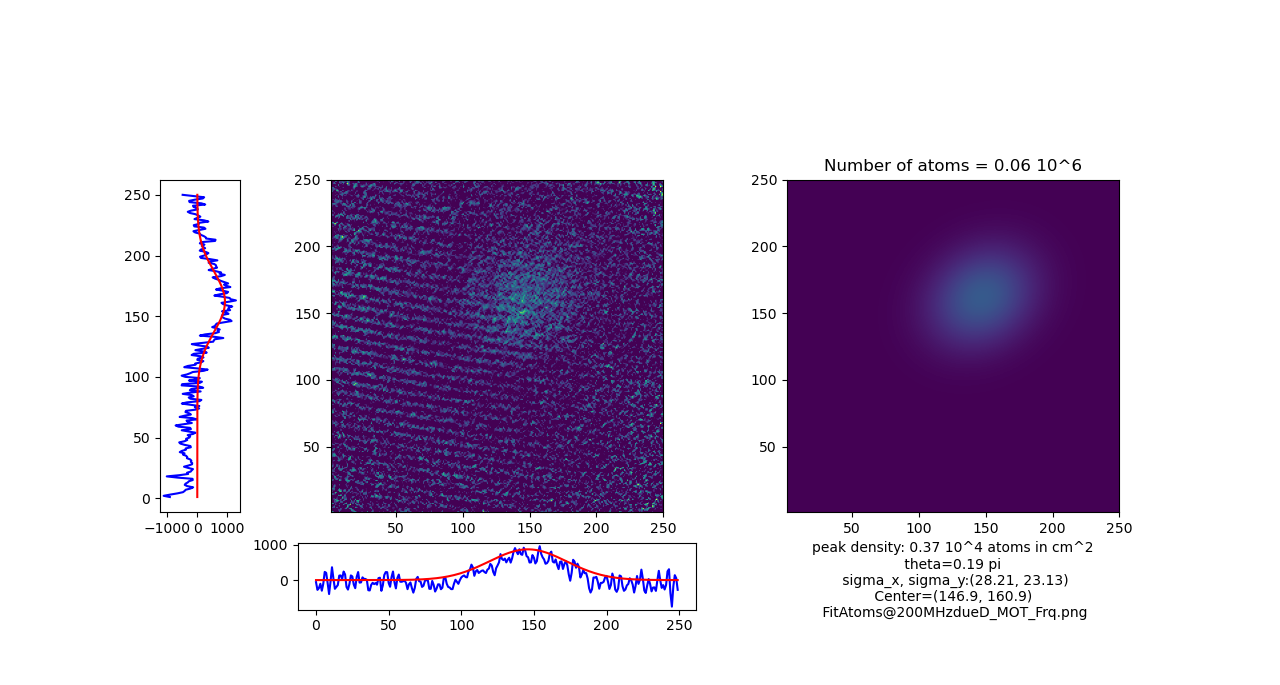 Number of atoms = 0.06 10^6
250
200
150
100
50
0
−1000 0 1000
250
200
150
100
50
50 100 150 200 250
250
200
150
100
50
50 100 150 200 250
1000
0
0 50 100 150 200 250
peak density: 0.37 10^4 atoms in cm^2
theta=0.19 pi
sigma_x, sigma_y:(28.21, 23.13)
Center=(146.9, 160.9)
FitAtoms@200MHzdueD_MOT_Frq.png